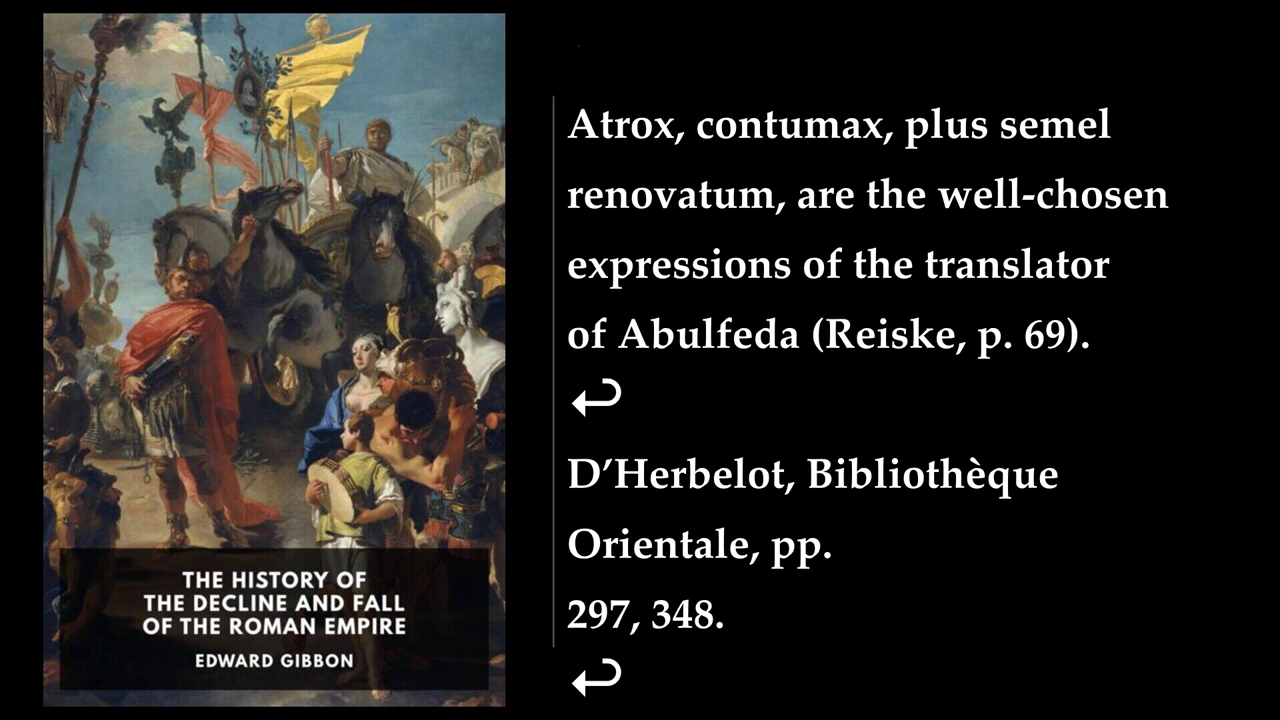 THE HISTORY OF
THE DECLINE AND FALL
OF THE ROMAN EMPIRE
EDWARD GIBBON
Atrox, contumax, plus semel
renovatum, are the well-chosen
expressions of the translator
of Abulfeda (Reiske, p. 69).
↩
D’Herbelot, Bibliothèque
Orientale, pp.
297, 348.
↩